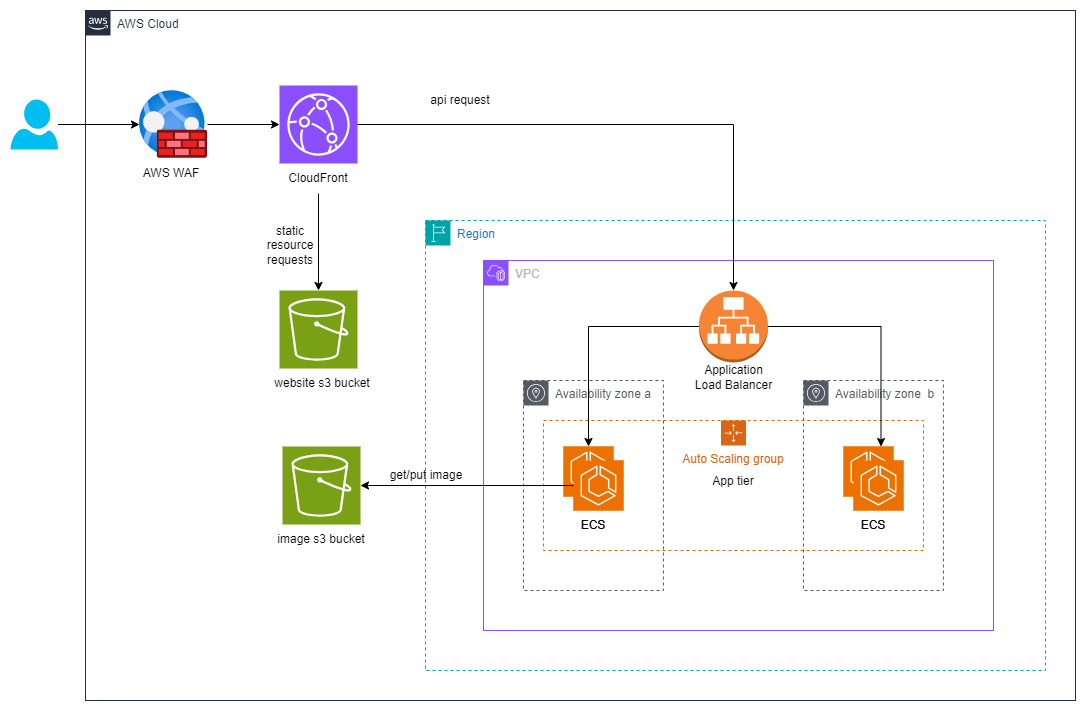 aws
AWS Cloud
api request
AWS WAF
CloudFront
static
resource
requests
Region
VPC
website s3 bucket
Application
Load Balancer
Availability zone a
Availability zone  b
Auto Scaling group
App tier
get/put image
ECS
ECS
image s3 bucket